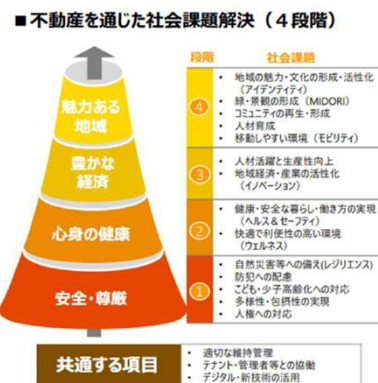 ■不動産を通じた社会課題解決（４段階）
段階
社会課題
魅力ある
地域
④
・ 地域の魅力・文化の形成・活性化
（アイデンティティ）
・ 緑・景観の形成（MIDORI）
・ コミュニティの再生・形成
・ 人材育成
・ 移動しやすい環境（モビリティ）
豊かな
経済
③
・ 人材活躍と生産性向上
・ 地域経済・産業の活性化
（イノベーション）
心身の健康
②
・ 健康・安全な暮らし・働き方の実現
（ヘルス＆セーフティ）
・ 快適で利便性の高い環境
（ウェルネス）
安全・尊厳
①
・ 自然災害等への備え(レジリエンス)
・ 防犯への配慮
・ こども・少子高齢化への対応
・ 多様性・包摂性の実現
・ 人権への対応
共通する項目
・ 適切な維持管理
・ テナント・管理者等との協働
・ デジタル・新技術の活用